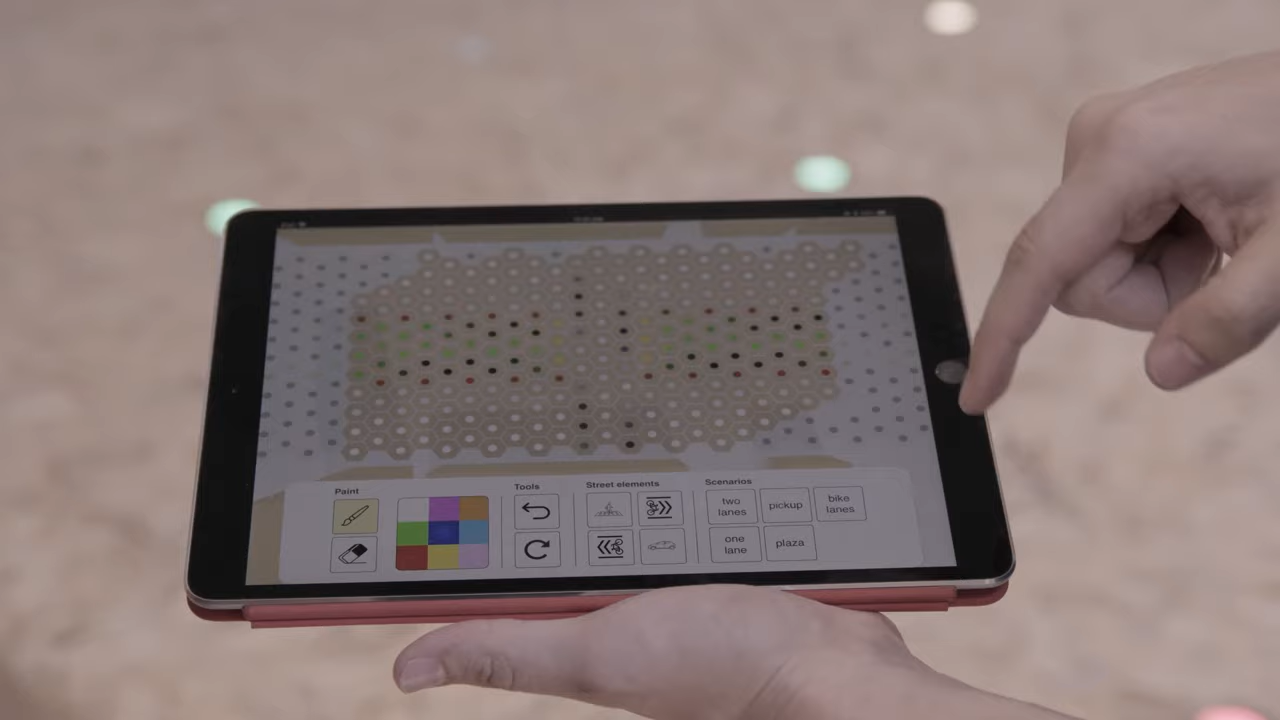 Paint
Tools
Street elements
Scenarios
two
lanes
pickup
bike
lanes
one
lane
plaza